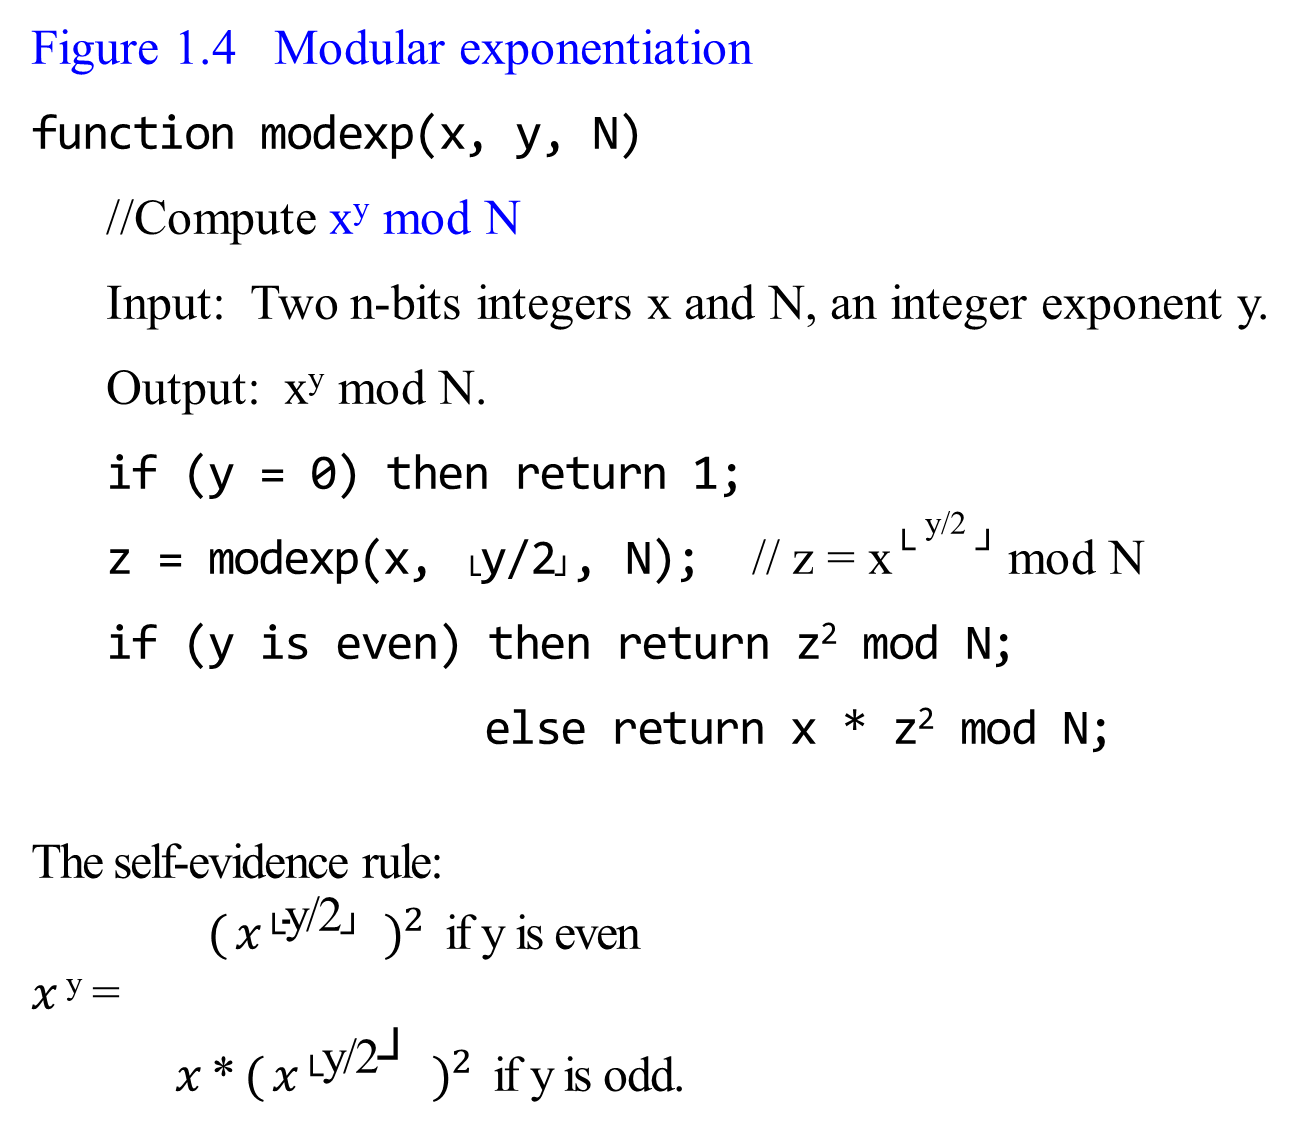 Figure 1.4 Modular exponentiation
function modexp(x, y, N)
//Compute xʸ mod N
Input: Two n-bits integers x and N, an integer exponent y.
Output: xʸ mod N.
if (y = 0) then return 1;
z = modexp(x, ⌊y/2⌋, N); // z = x^⌊y/2⌋ mod N
if (y is even) then return z² mod N;
else return x * z² mod N;
The self-evidence rule:
(x^⌊y/2⌋ )² if y is even
x ʸ =
x * (x^⌊y/2⌋ )² if y is odd.